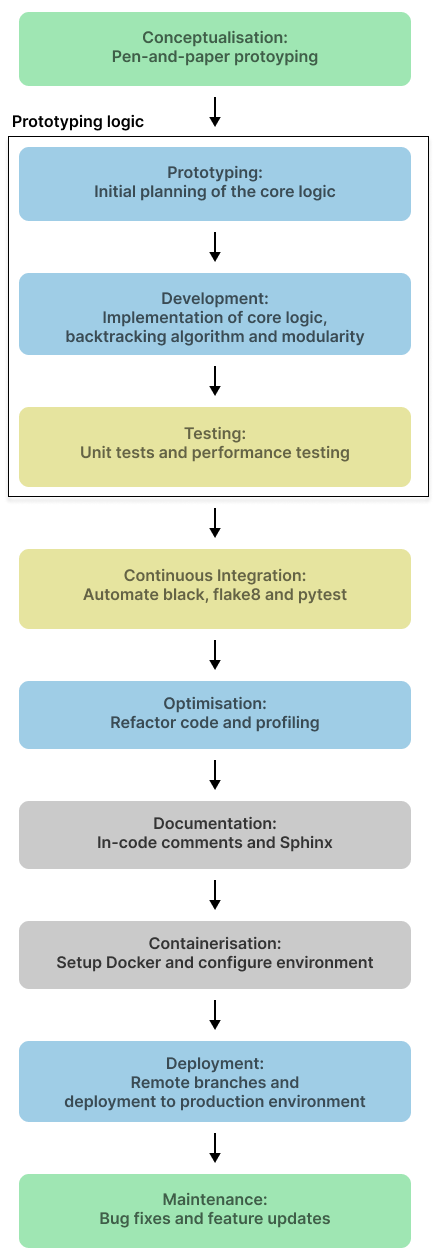 Conceptualisation:
Pen-and-paper protoyping
Prototyping logic
Prototyping:
Initial planning of the core logic
Development:
Implementation of core logic,
backtracking algorithm and modularity
Testing:
Unit tests and performance testing
Continuous Integration:
Automate black, flake8 and pytest
Optimisation:
Refactor code and profiling
Documentation:
In-code comments and Sphinx
Containerisation:
Setup Docker and configure environment
Deployment:
Remote branches and
deployment to production environment
Maintenance:
Bug fixes and feature updates